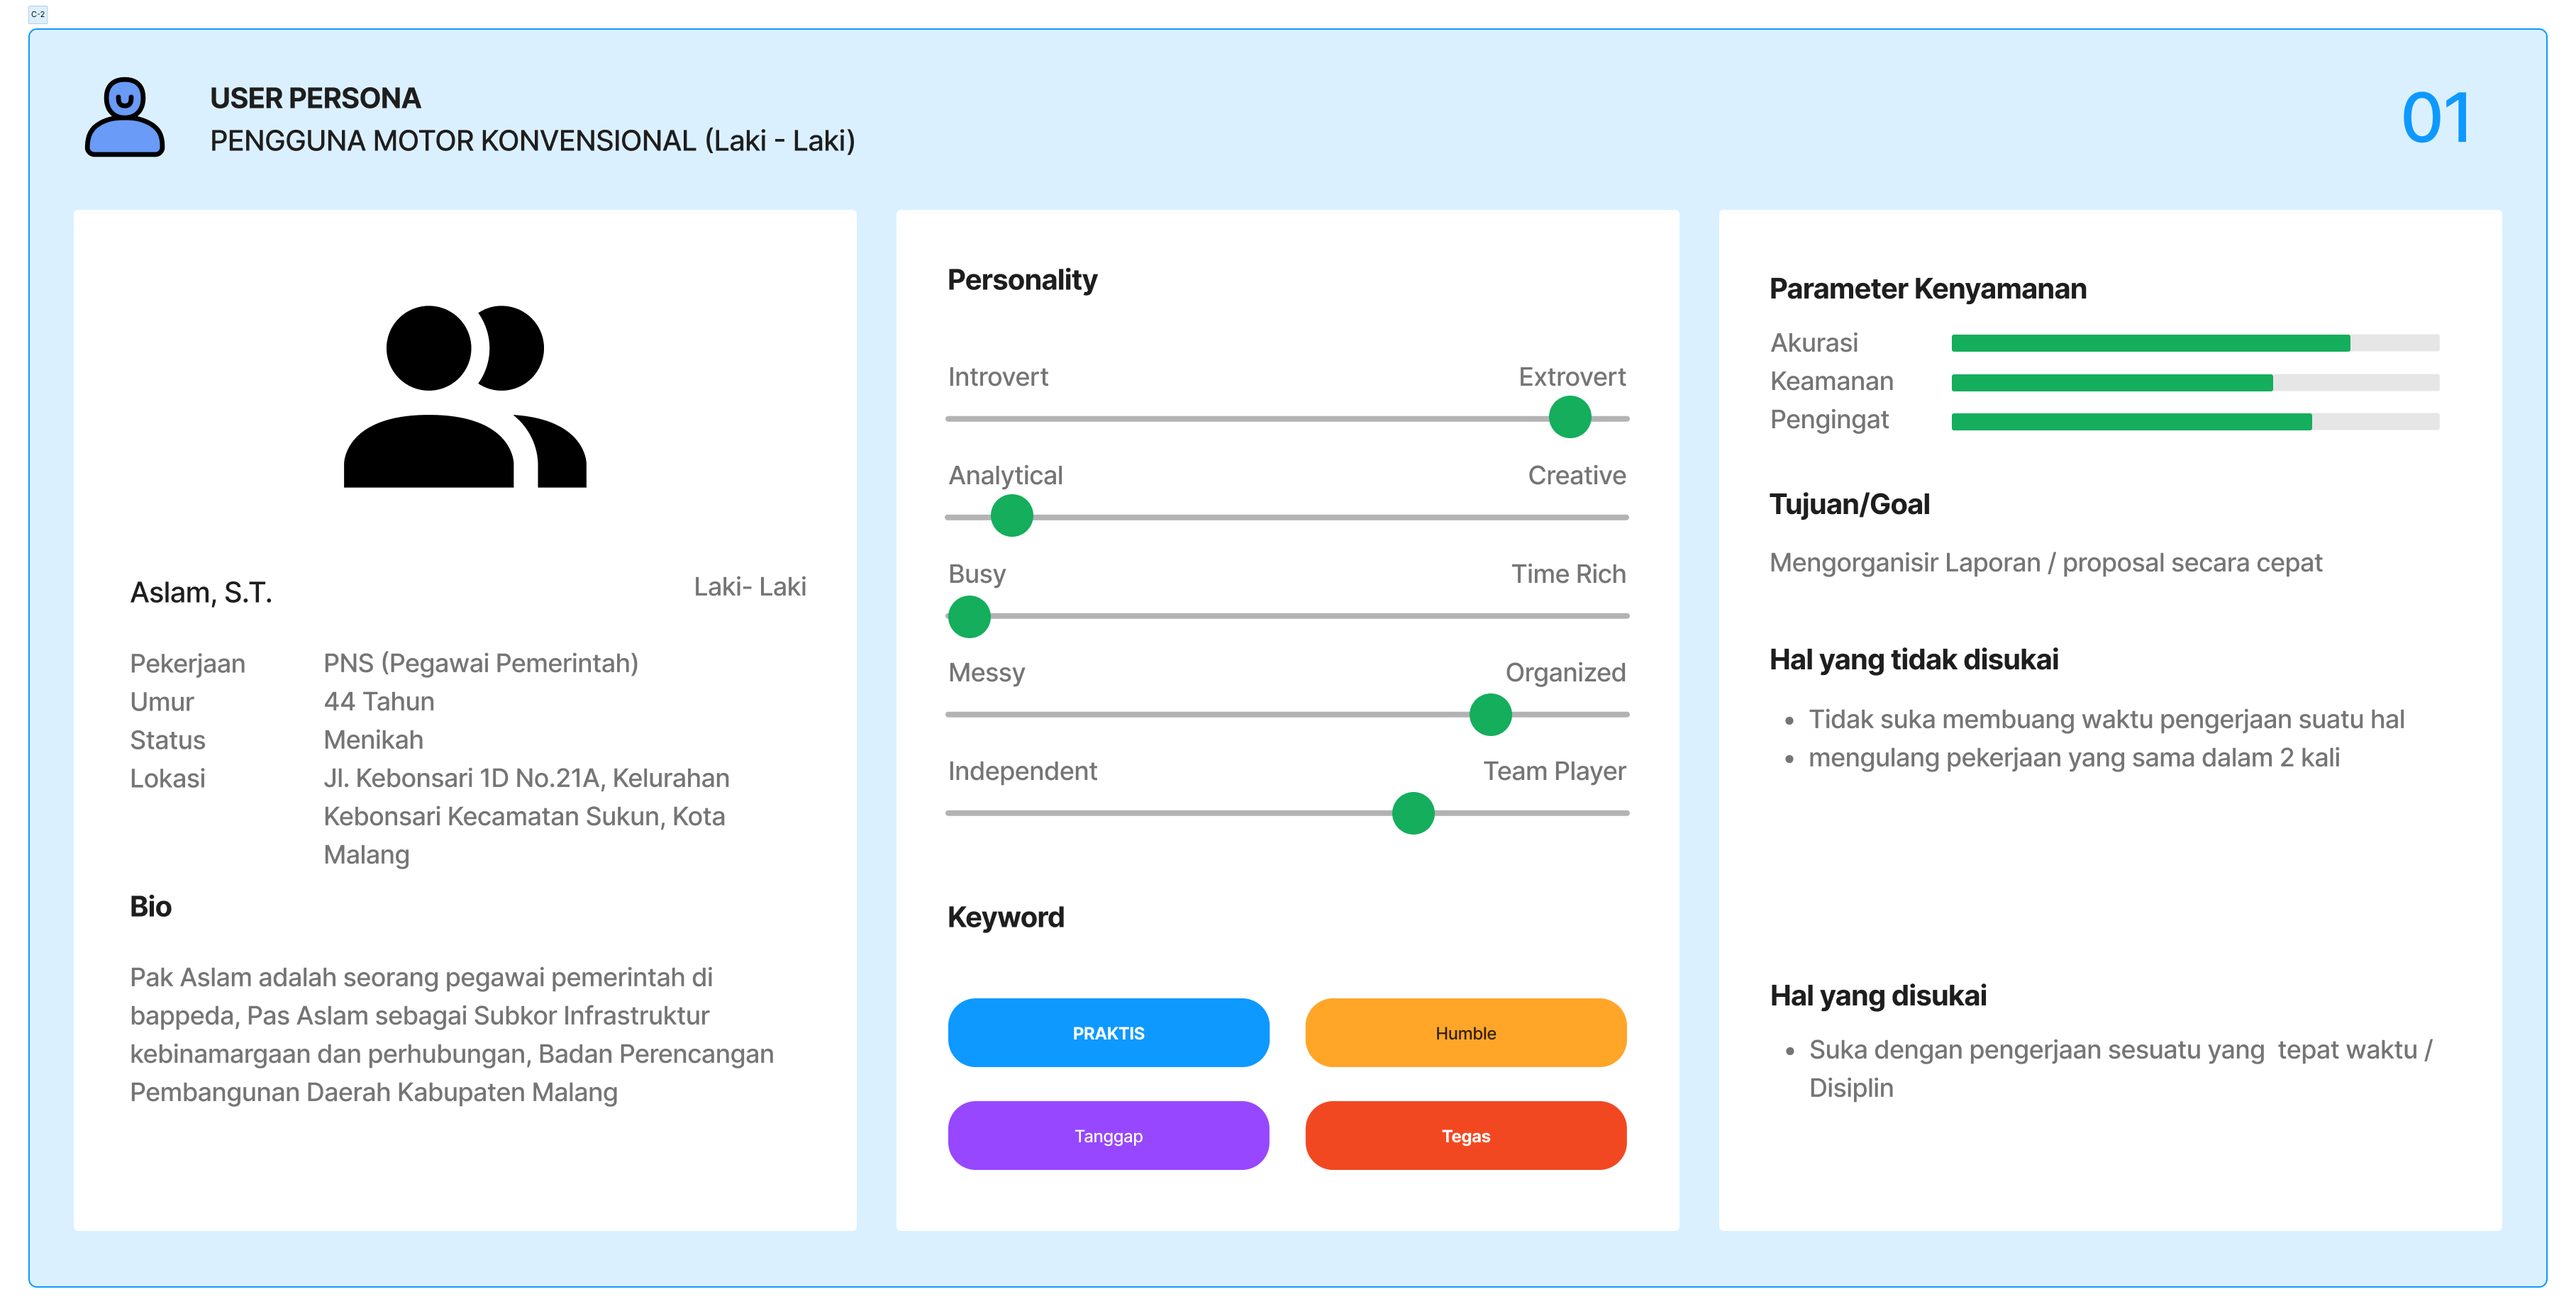 C-2
USER PERSONA
PENGGUNA MOTOR KONVENSIONAL (Laki - Laki)
01
Aslam, S.T.
Laki- Laki
Pekerjaan PNS (Pegawai Pemerintah)
Umur 44 Tahun
Status Menikah
Lokasi Jl. Kebonsari 1D No.21A, Kelurahan
Kebonsari Kecamatan Sukun, Kota
Malang
Bio
Pak Aslam adalah seorang pegawai pemerintah di
bappeda, Pas Aslam sebagai Subkor Infrastruktur
kebinamargaan dan perhubungan, Badan Perencangan
Pembangunan Daerah Kabupaten Malang
Personality
Introvert Extrovert
Analytical Creative
Busy Time Rich
Messy Organized
Independent Team Player
Keyword
PRAKTIS Humble
Tanggap Tegas
Parameter Kenyamanan
Akurasi
Keamanan
Pengingat
Tujuan/Goal
Mengorganisir Laporan / proposal secara cepat
Hal yang tidak disukai
• Tidak suka membuang waktu pengerjaan suatu hal
• mengulang pekerjaan yang sama dalam 2 kali
Hal yang disukai
• Suka dengan pengerjaan sesuatu yang  tepat waktu /
Disiplin